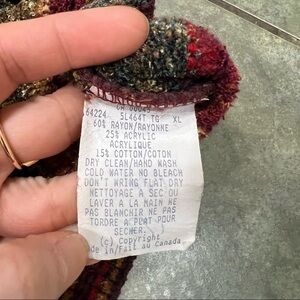 64224 5L464T TG XL
60% RAYON/RAYONNE
25% ACRYLIC
ACRYLIQUE
15% COTTON/COTON
DRY CLEAN/HAND WASH
COLD WATER NO BLEACH
DON'T WRING FLAT DRY
NETTOYAGE A SEC OU
LAVER A LA MAIN NE
PAS BLANCHIR NE PAS
TORDRE A PLAT POUR
SECHER.
(c) Copyright
de in/Fait au Canada